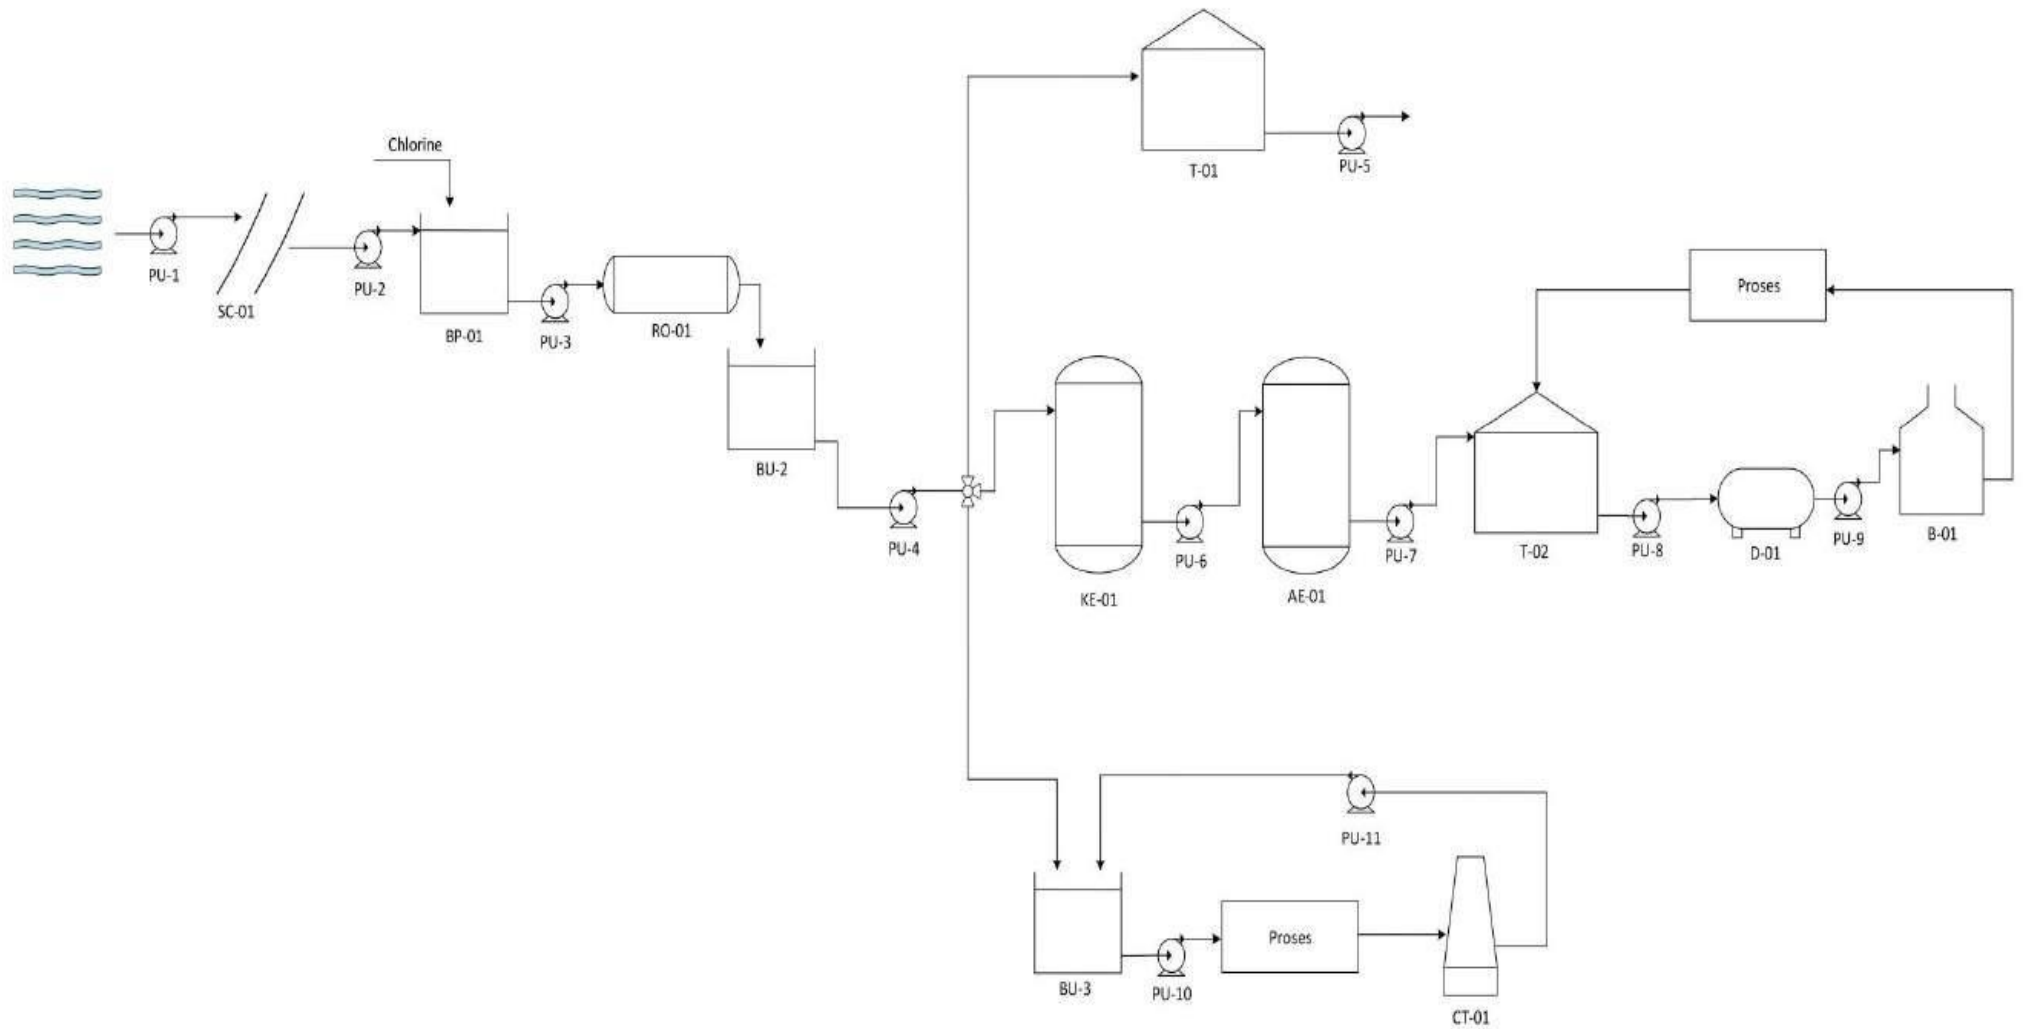 T-01
PU-5
Chlorine
PU-1
SC-01
PU-2
BP-01
PU-3
RO-01
BU-2
PU-4
KE-01
PU-6
AE-01
PU-7
T-02
PU-8
D-01
PU-9
B-01
Proses
PU-11
BU-3
PU-10
Proses
CT-01